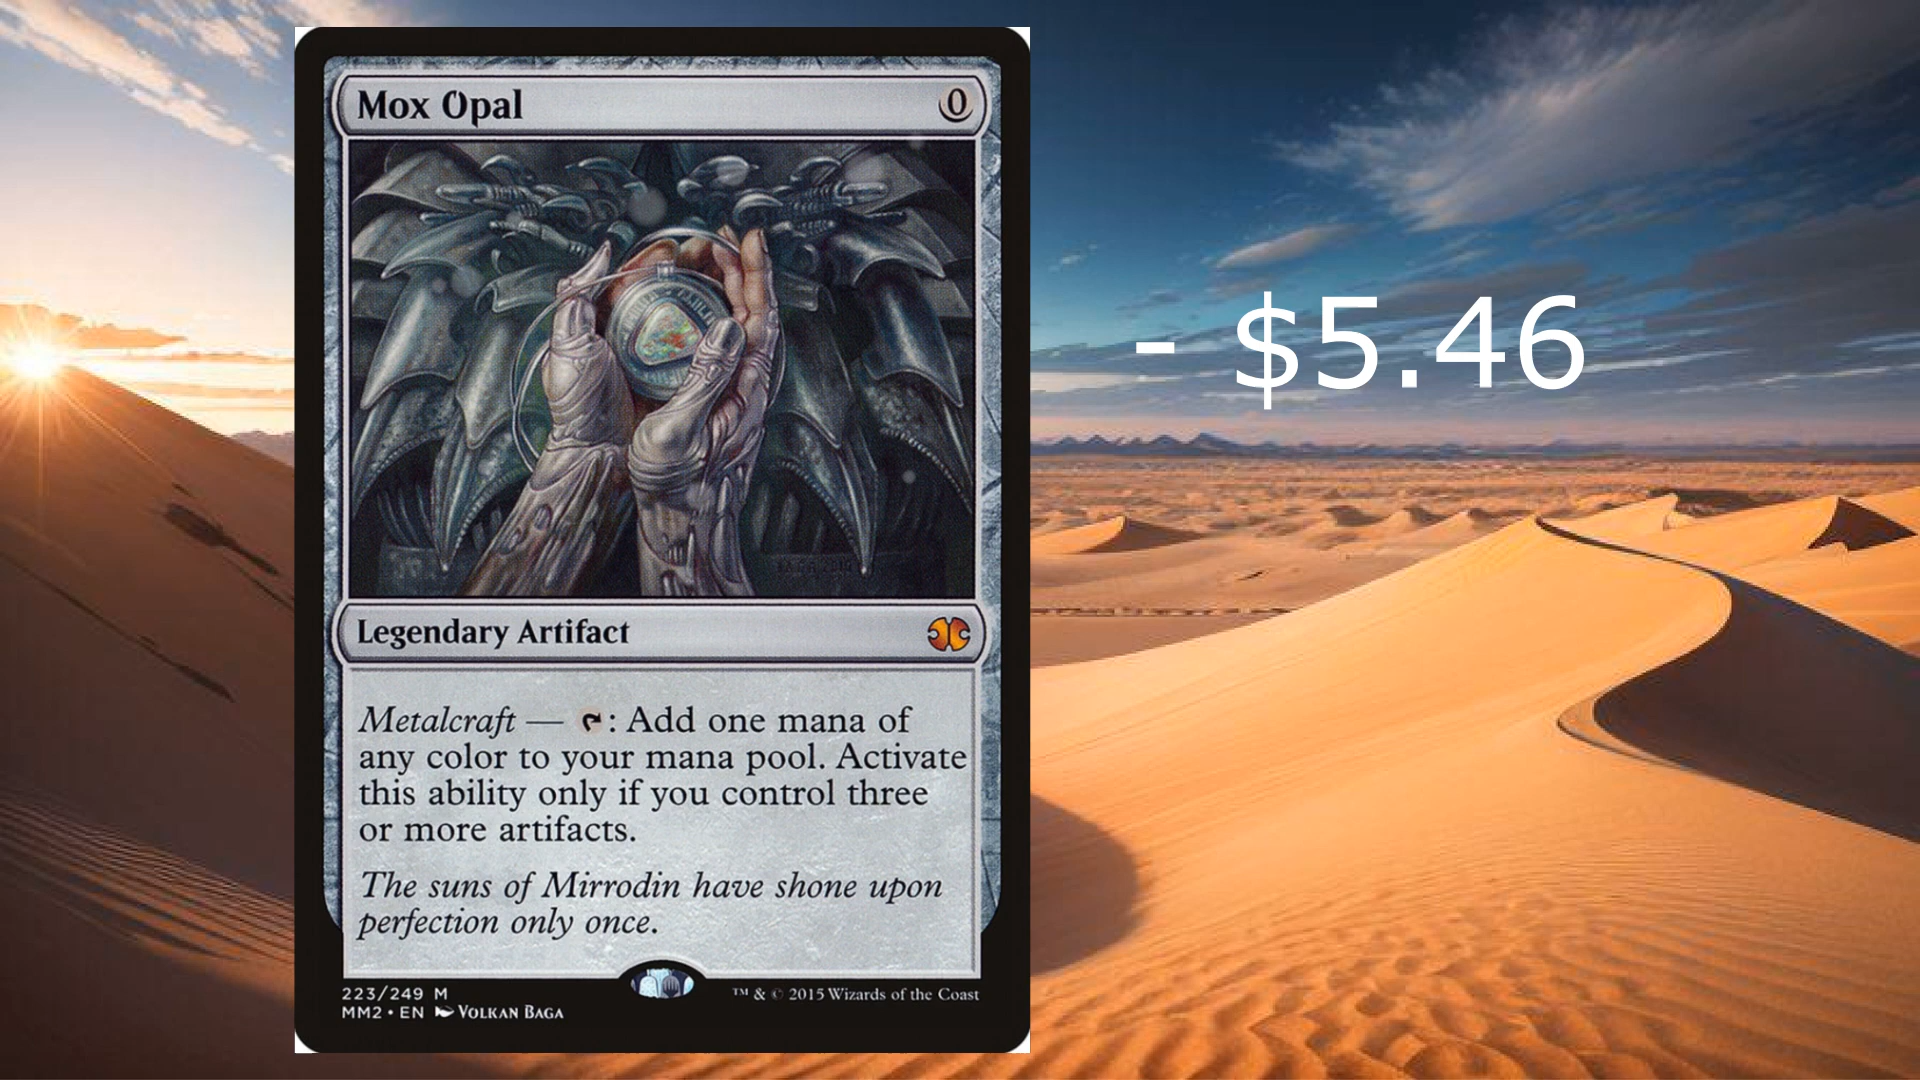 Mox Opal
0
- $5.46
Legendary Artifact
Metalcraft — : Add one mana of
any color to your mana pool. Activate
this ability only if you control three
or more artifacts.
The suns of Mirrodin have shone upon
perfection only once.
223/249 M
MM2 • EN VOLKAN BAGA
™ & © 2015 Wizards of the Coast